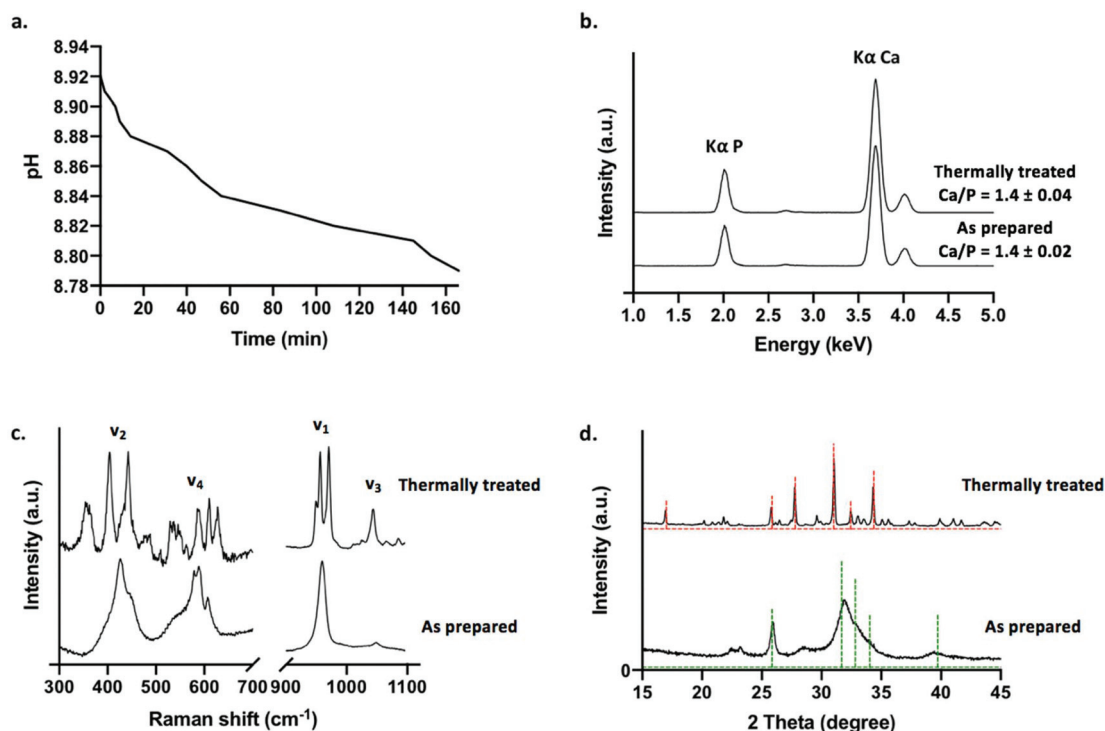 a.
8.94
8.92
8.90
8.88
8.86
8.84
8.82
8.80
8.78
pH
0 20 40 60 80 100 120 140 160
Time (min)
b.
Kα Ca
Kα P
Thermally treated
Ca/P = 1.4 ± 0.04
As prepared
Ca/P = 1.4 ± 0.02
Intensity (a.u.)
1.0 1.5 2.0 2.5 3.0 3.5 4.0 4.5 5.0
Energy (keV)
c.
v2
v1
v4
v3
Thermally treated
As prepared
Intensity (a.u.)
300 400 500 600 700 900 1000 1100
Raman shift (cm-1)
d.
Thermally treated
As prepared
Intensity (a.u.)
0
15 20 25 30 35 40 45
2 Theta (degree)